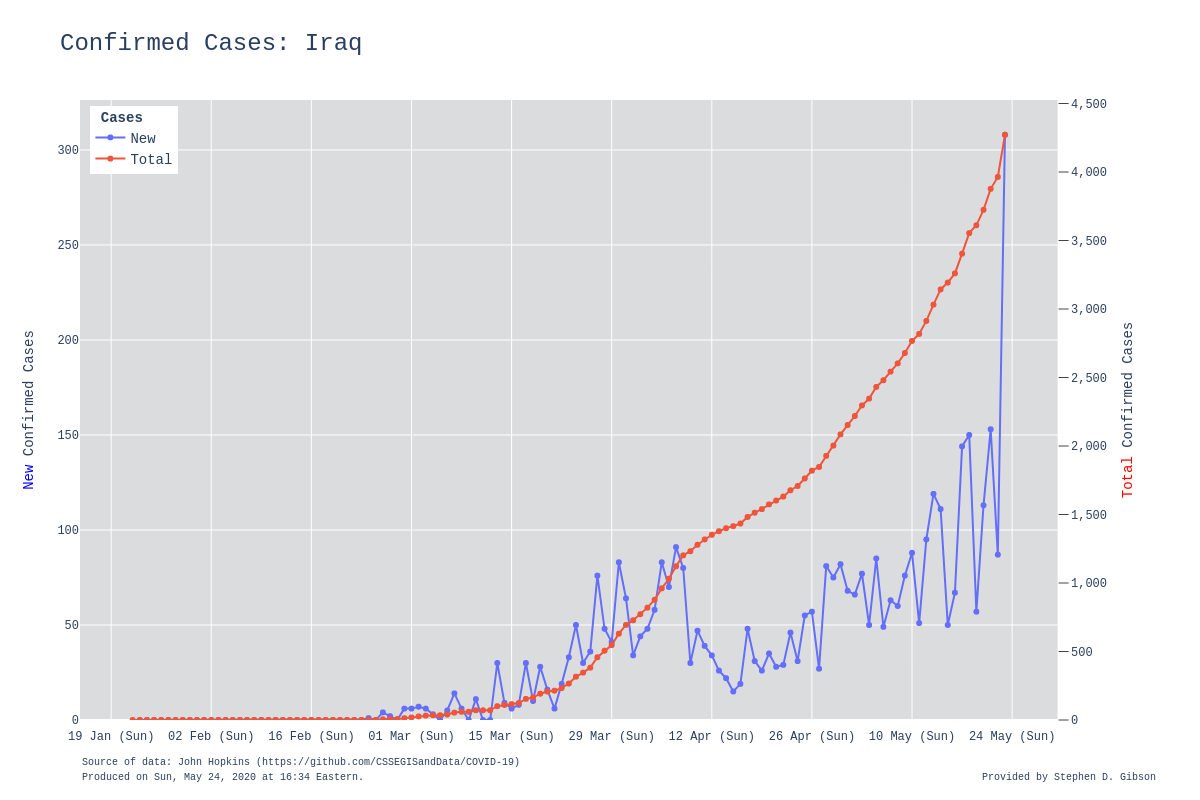 Confirmed Cases: Iraq
Cases
New
Total
300
250
200
150
100
50
0
New Confirmed Cases
4,500
4,000
3,500
3,000
2,500
2,000
1,500
1,000
500
0
Total Confirmed Cases
19 Jan (Sun) 02 Feb (Sun) 16 Feb (Sun) 01 Mar (Sun) 15 Mar (Sun) 29 Mar (Sun) 12 Apr (Sun) 26 Apr (Sun) 10 May (Sun) 24 May (Sun)
Source of data: John Hopkins (https://github.com/CSSEGISandData/COVID-19)
Produced on Sun, May 24, 2020 at 16:34 Eastern.
Provided by Stephen D. Gibson